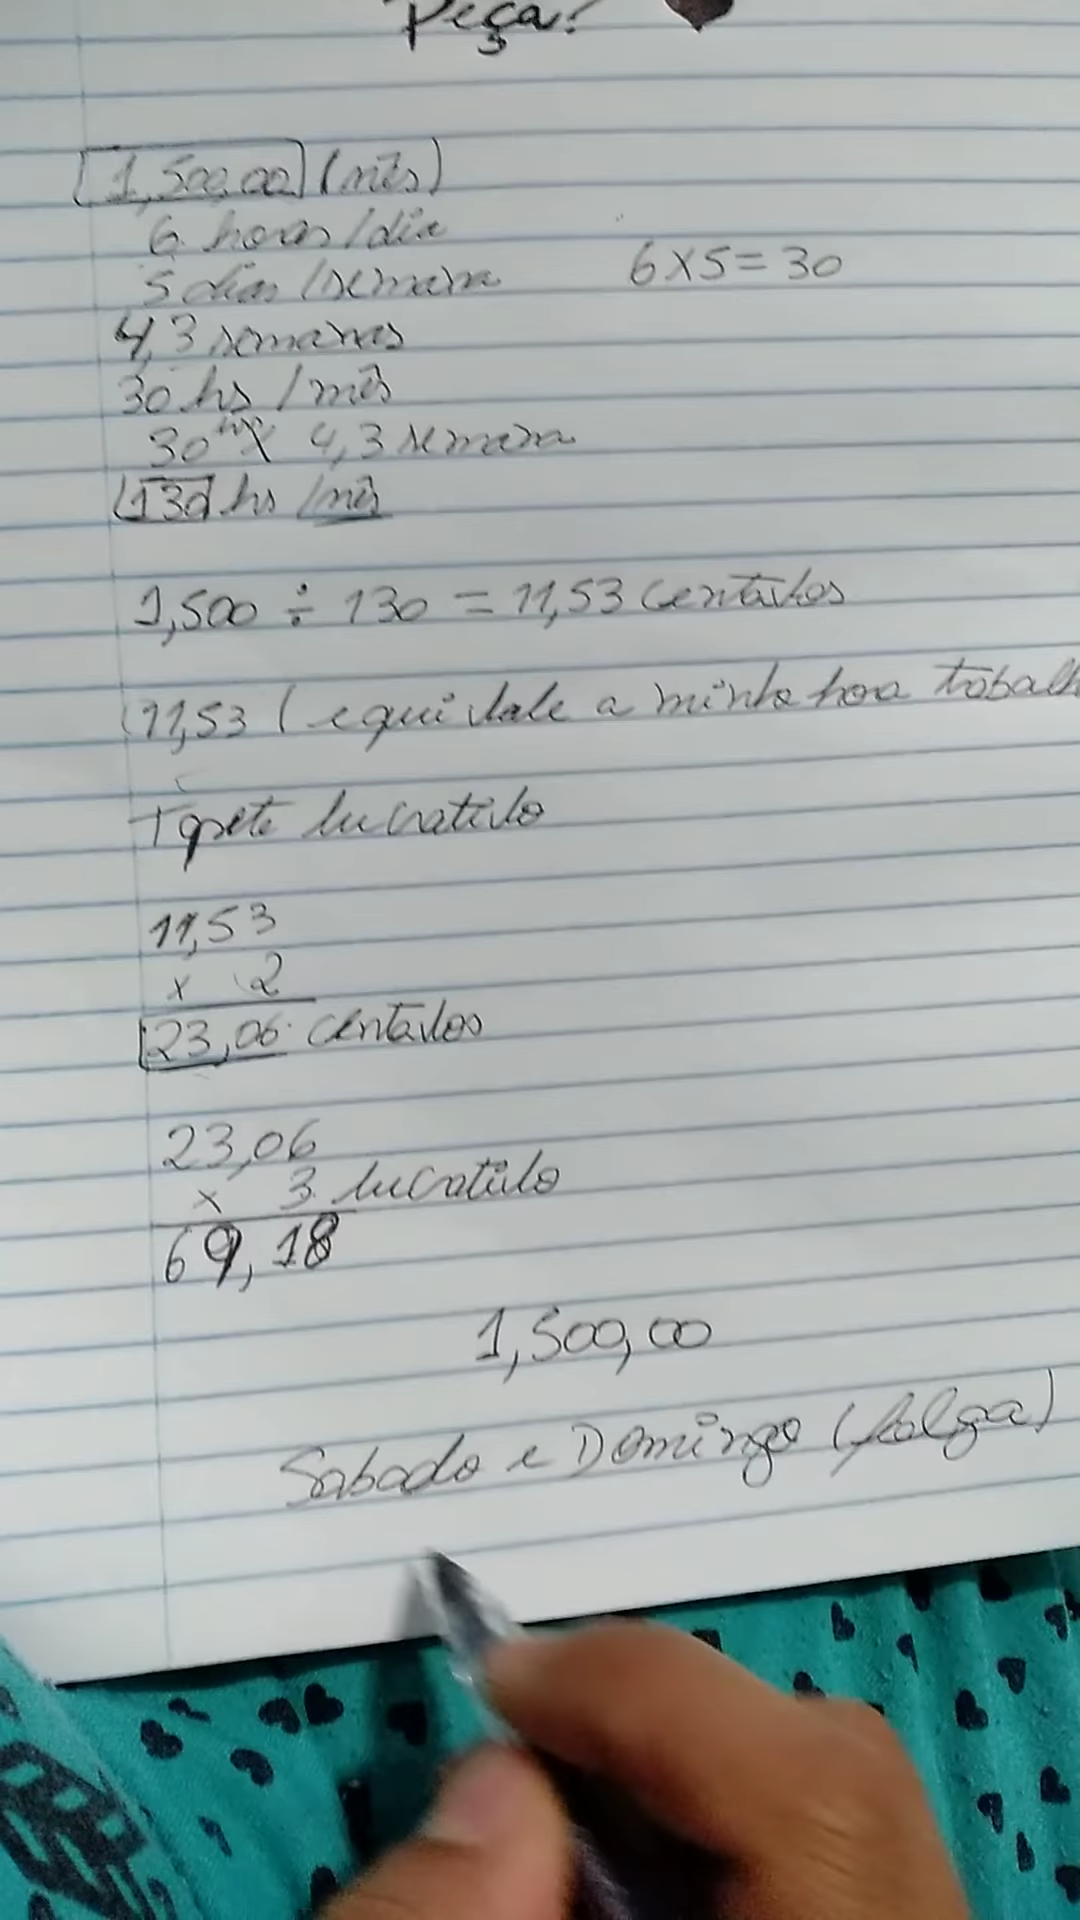 Peça!
1,500,00 (mês)
6 horas/dia
5 dias/semana 6x5=30
4,3 semanas
30 hs/mês
30 x 4,3 semana
130 hs/mês
1,500 ÷ 130 = 11,53 centavos
11,53 (equivale a minha hora
Tapete lucrativo
11,53
x 2
23,06 centavos
23,06
x 3 lucrativo
69,18
1,500,00
Sabado e Domingo (folga)